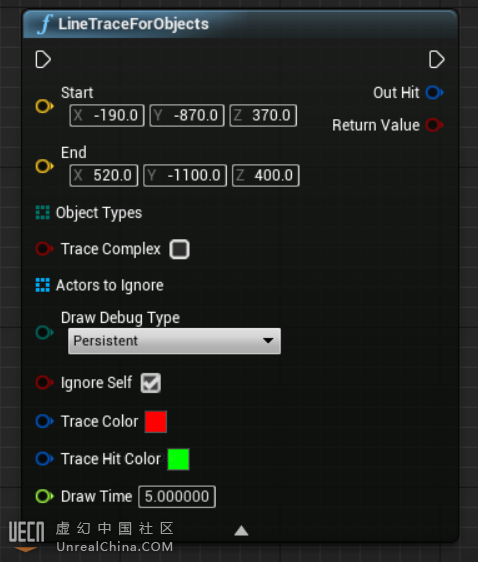 f LineTraceForObjects
Start
Out Hit
X -190.0 Y -870.0 Z 370.0
Return Value
End
X 520.0 Y -1100.0 Z 400.0
Object Types
Trace Complex
Actors to Ignore
Draw Debug Type
Persistent
Ignore Self
Trace Color
Trace Hit Color
Draw Time 5.000000
UECN 虚幻中国社区
UnrealChina.COM